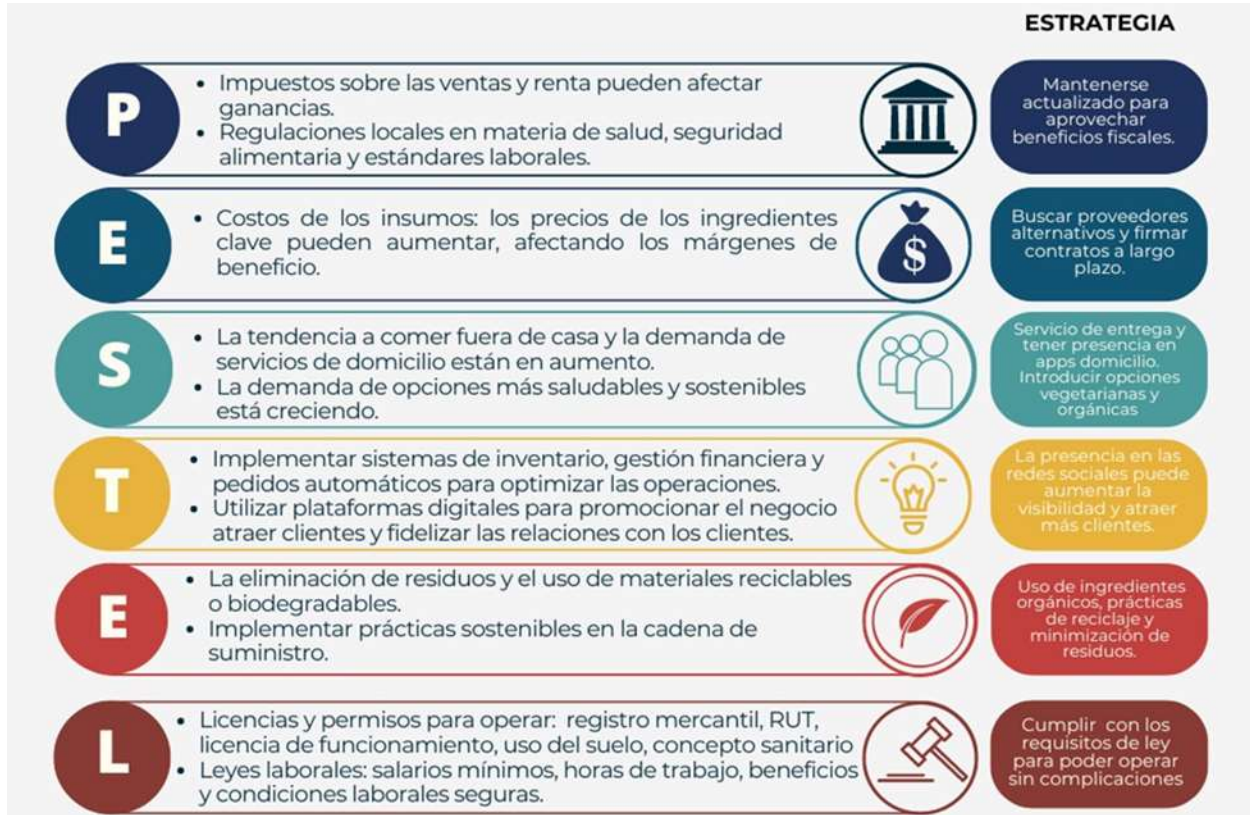 ESTRATEGIA
P
• Impuestos sobre las ventas y renta pueden afectar
ganancias.
• Regulaciones locales en materia de salud, seguridad
alimentaria y estándares laborales.
Mantenerse
actualizado para
aprovechar
beneficios fiscales.
E
• Costos de los insumos: los precios de los ingredientes
clave pueden aumentar, afectando los márgenes de
beneficio.
$
Buscar proveedores
alternativos y firmar
contratos a largo
plazo.
S
• La tendencia a comer fuera de casa y la demanda de
servicios de domicilio están en aumento.
• La demanda de opciones más saludables y sostenibles
está creciendo.
Servicio de entrega y
tener presencia en
apps domicilio.
Introducir opciones
vegetarianas y
orgánicas
T
• Implementar sistemas de inventario, gestión financiera y
pedidos automáticos para optimizar las operaciones.
• Utilizar plataformas digitales para promocionar el negocio
atraer clientes y fidelizar las relaciones con los clientes.
La presencia en las
redes sociales puede
aumentar la
visibilidad y atraer
más clientes.
E
• La eliminación de residuos y el uso de materiales reciclables
o biodegradables.
• Implementar prácticas sostenibles en la cadena de
suministro.
Uso de ingredientes
orgánicos, prácticas
de reciclaje y
minimización de
residuos.
L
• Licencias y permisos para operar: registro mercantil, RUT,
licencia de funcionamiento, uso del suelo, concepto sanitario
• Leyes laborales: salarios mínimos, horas de trabajo, beneficios
y condiciones laborales seguras.
Cumplir con los
requisitos de ley
para poder operar
sin complicaciones